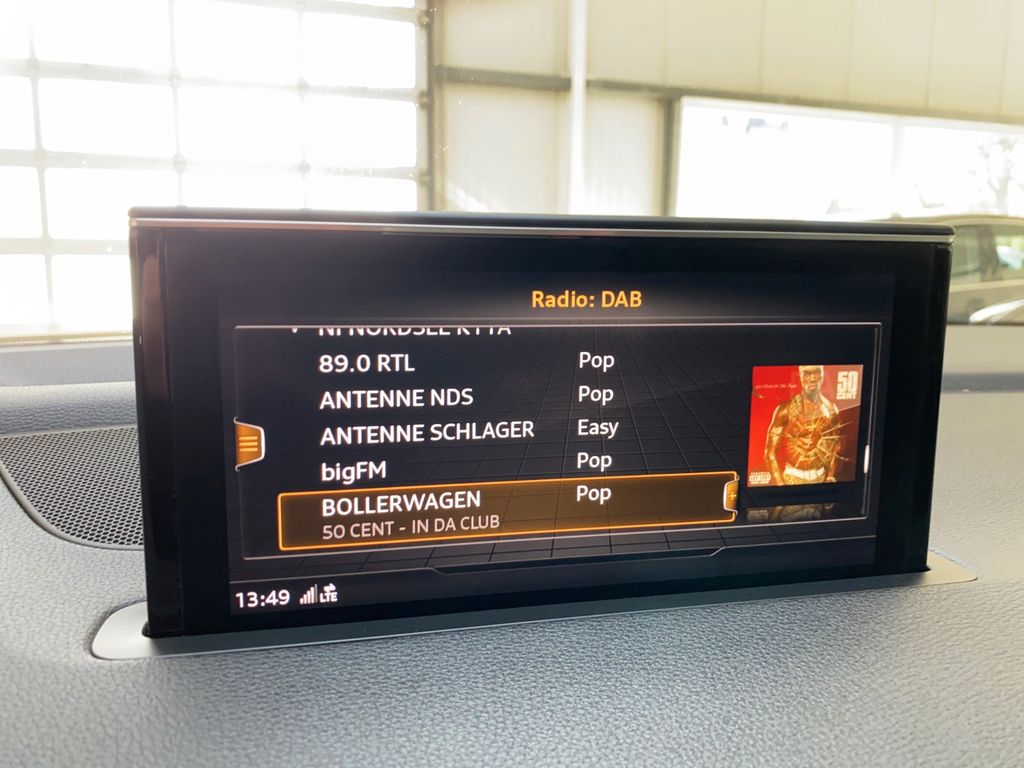 Radio: DAB
89.0 RTL Pop
ANTENNE NDS Pop
ANTENNE SCHLAGER Easy
bigFM Pop
BOLLERWAGEN Pop
50 CENT - IN DA CLUB
50
CENT
13:49 LTE